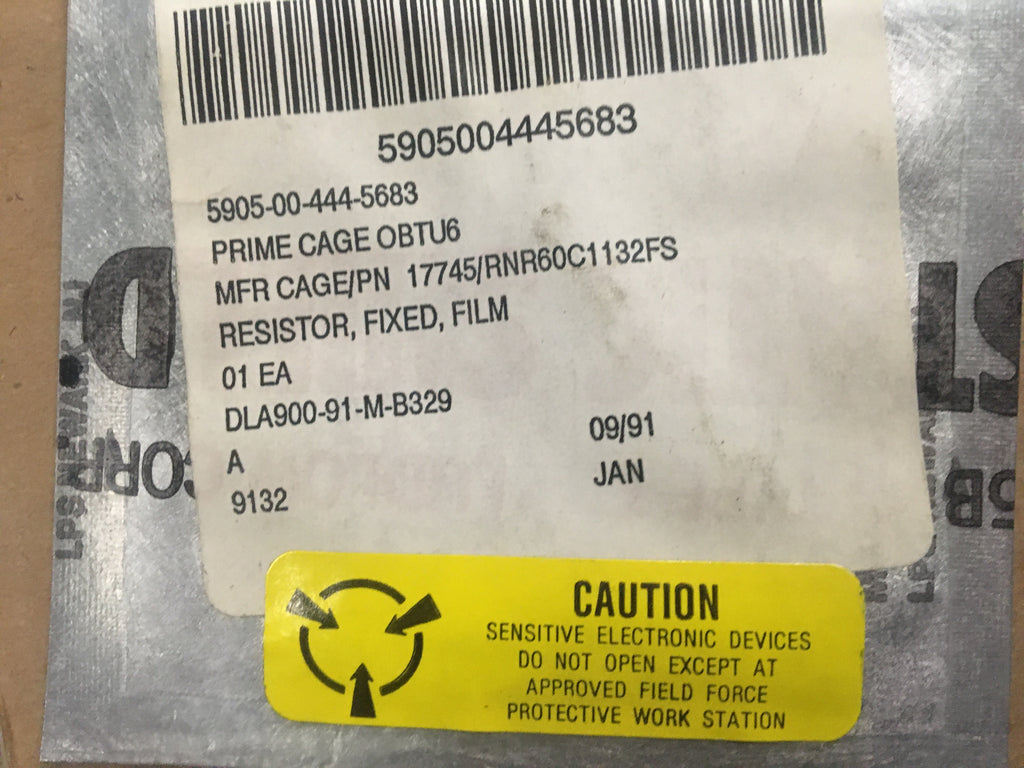 5905004445683
5905-00-444-5683
PRIME CAGE OBTU6
MFR CAGE/PN 17745/RNR60C1132FS
RESISTOR, FIXED, FILM
01 EA
DLA900-91-M-B329
A 09/91
9132 JAN
CAUTION
SENSITIVE ELECTRONIC DEVICES
DO NOT OPEN EXCEPT AT
APPROVED FIELD FORCE
PROTECTIVE WORK STATION